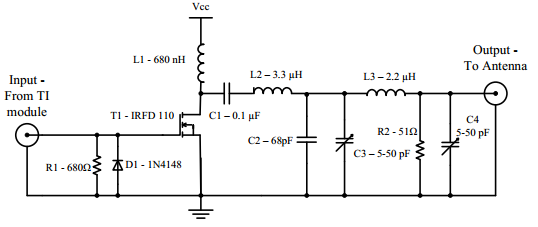 Vcc
L1 - 680 nH
Output -
To Antenna
Input -
From TI
module
L2 – 3.3 µH
L3 – 2.2 µH
T1 - IRFD 110
C1 – 0.1 µF
C4
5-50 pF
R2 - 51Ω
C2 – 68pF
C3 – 5-50 pF
R1 - 680Ω
D1 - 1N4148